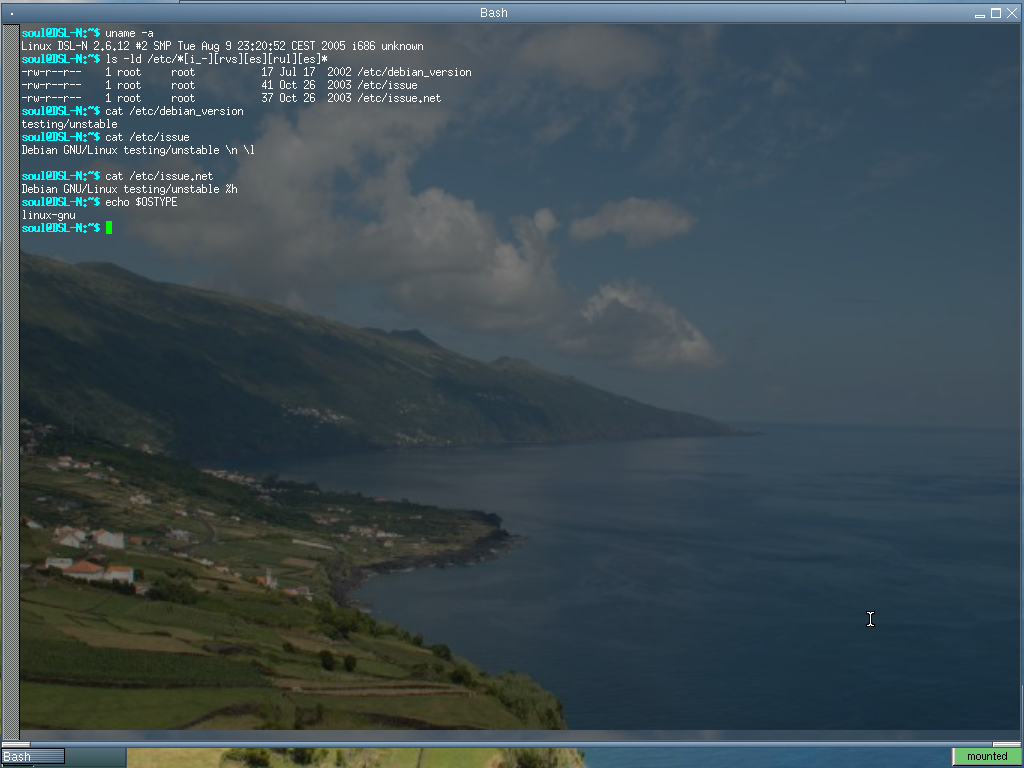 Bash
soul@DSL-N:~$ uname -a
Linux DSL-N 2.6.12 #2 SMP Tue Aug 9 23:20:52 CEST 2005 i686 unknown
soul@DSL-N:~$ ls -ld /etc/*[i_-][rvs][es][rul][es]*
-rw-r--r-- 1 root root 17 Jul 17 2002 /etc/debian_version
-rw-r--r-- 1 root root 41 Oct 26 2003 /etc/issue
-rw-r--r-- 1 root root 37 Oct 26 2003 /etc/issue.net
soul@DSL-N:~$ cat /etc/debian_version
testing/unstable
soul@DSL-N:~$ cat /etc/issue
Debian GNU/Linux testing/unstable \n \l
soul@DSL-N:~$ cat /etc/issue.net
Debian GNU/Linux testing/unstable %h
soul@DSL-N:~$ echo $OSTYPE
linux-gnu
soul@DSL-N:~$
Bash
mounted